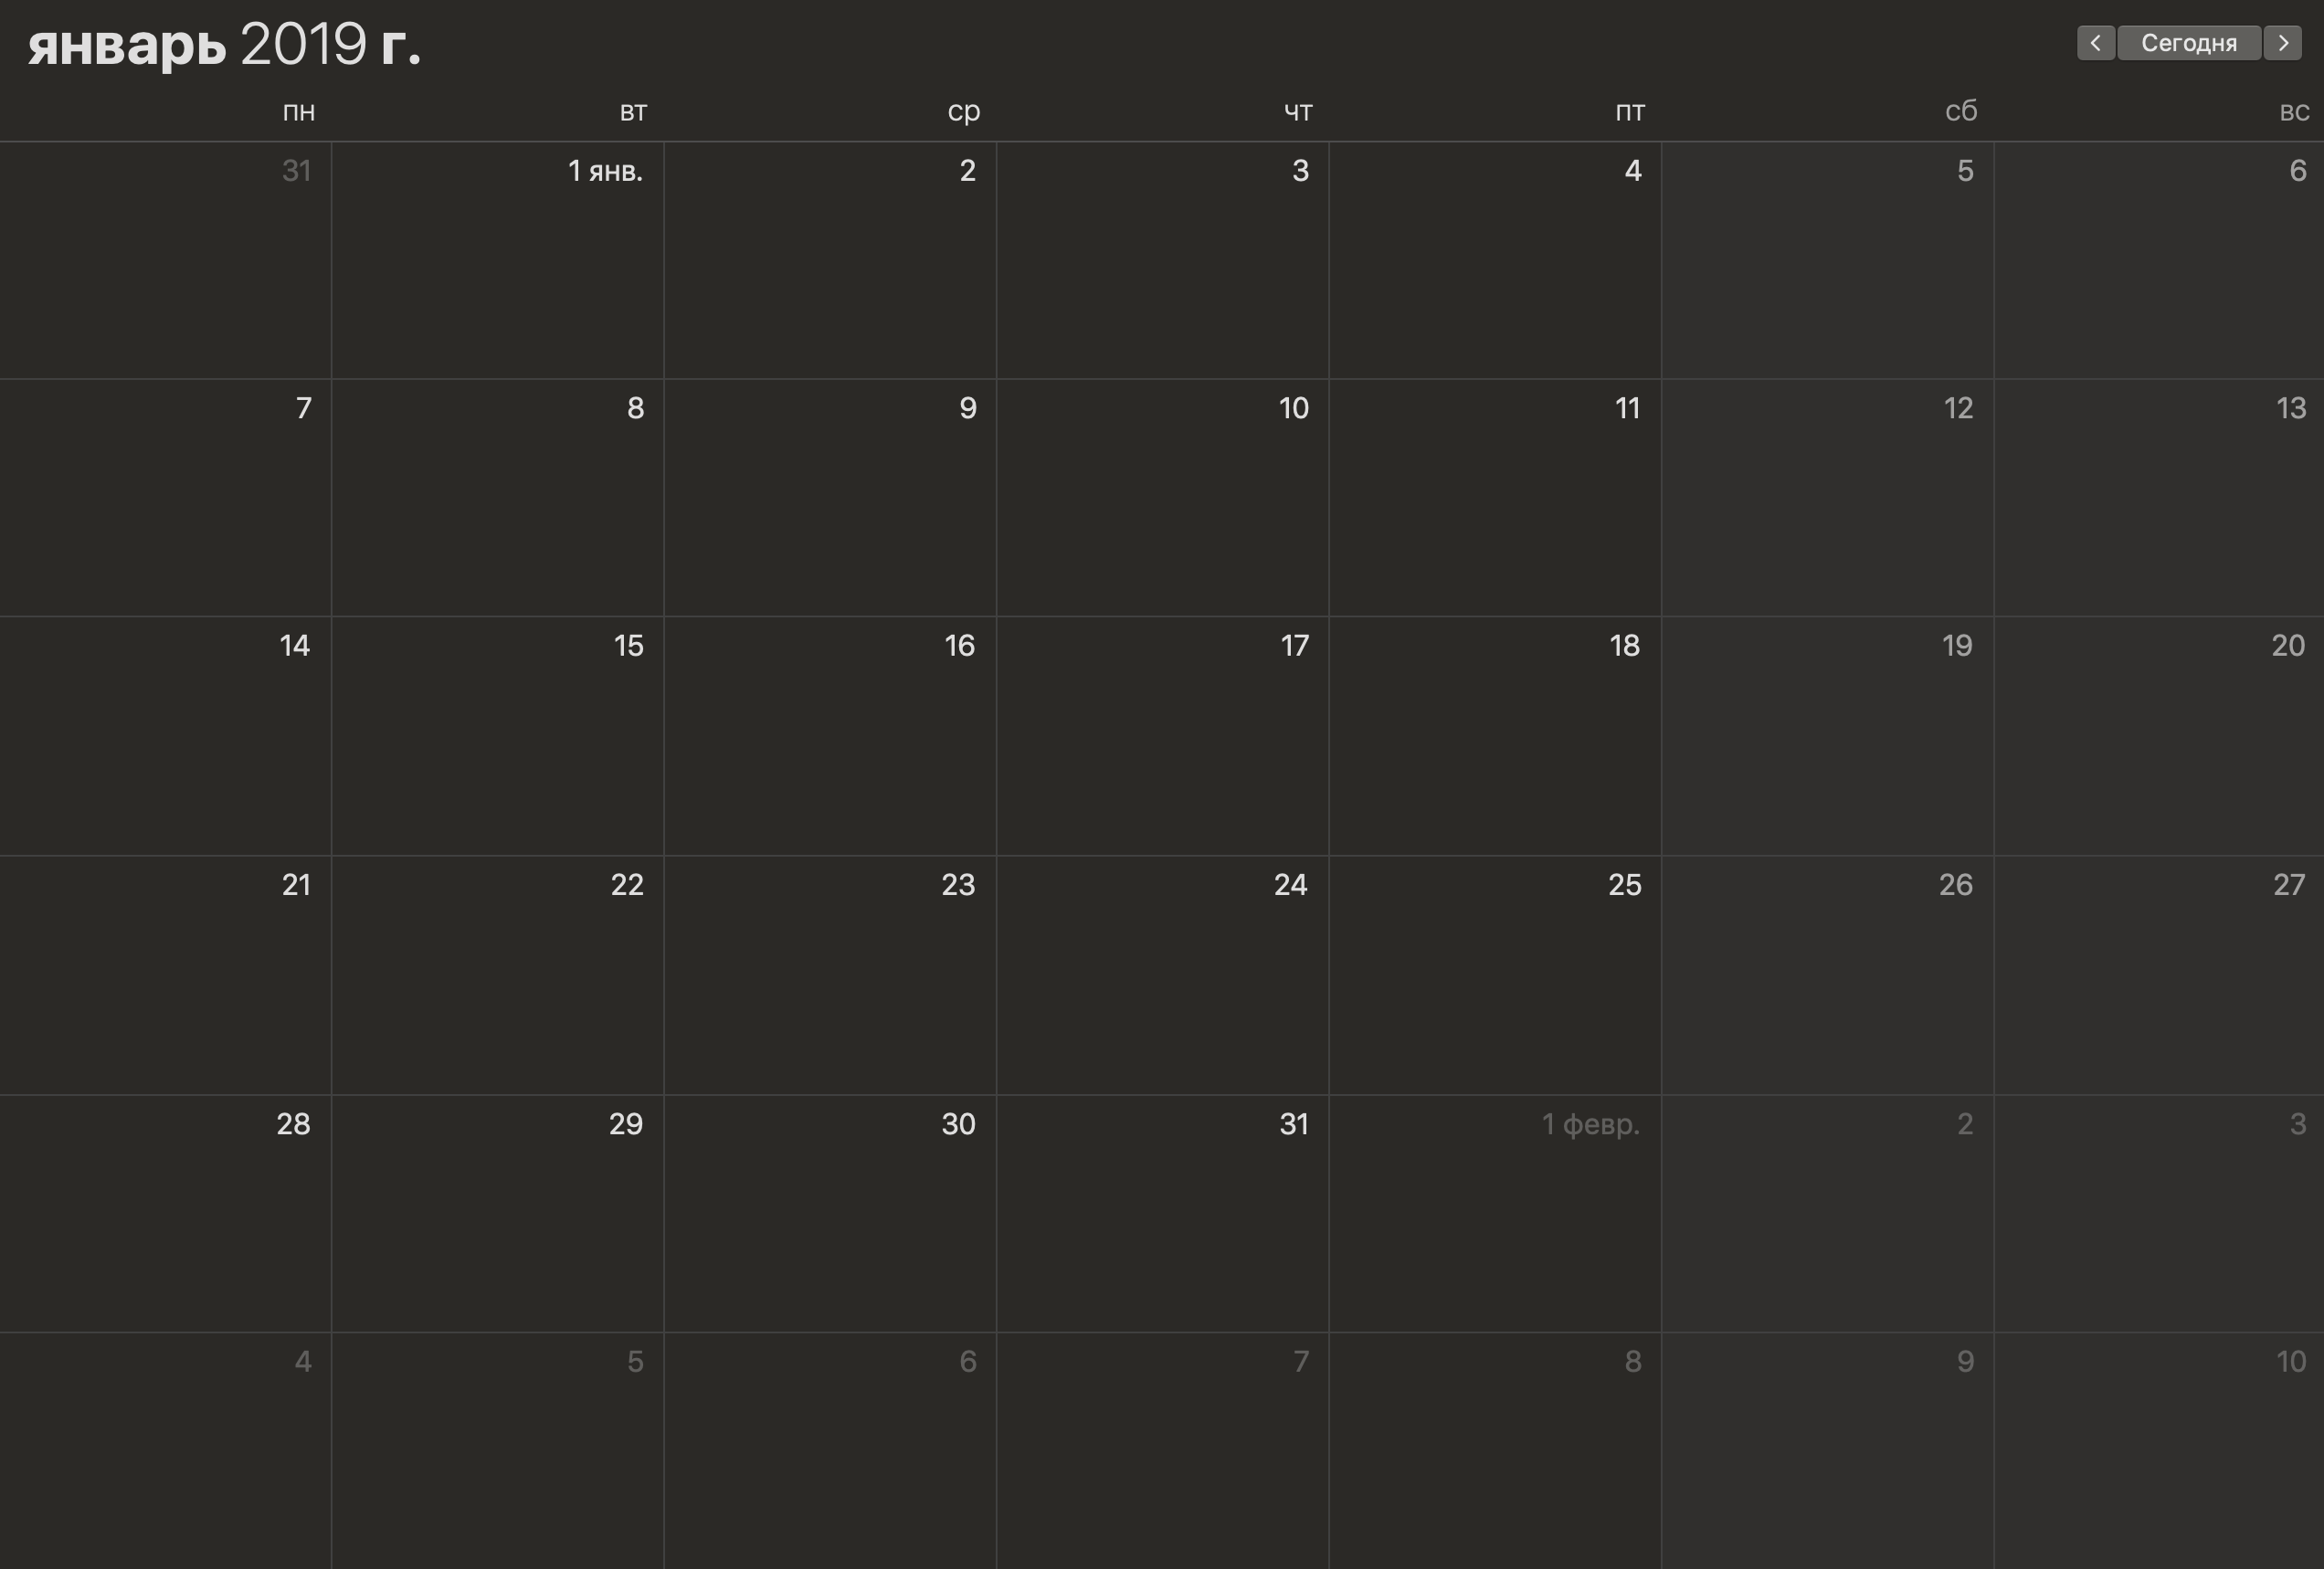 январь 2019 г.
Сегодня
пн вт ср чт пт сб вс
31 1 янв. 2 3 4 5 6
7 8 9 10 11 12 13
14 15 16 17 18 19 20
21 22 23 24 25 26 27
28 29 30 31 1 февр. 2 3
4 5 6 7 8 9 10